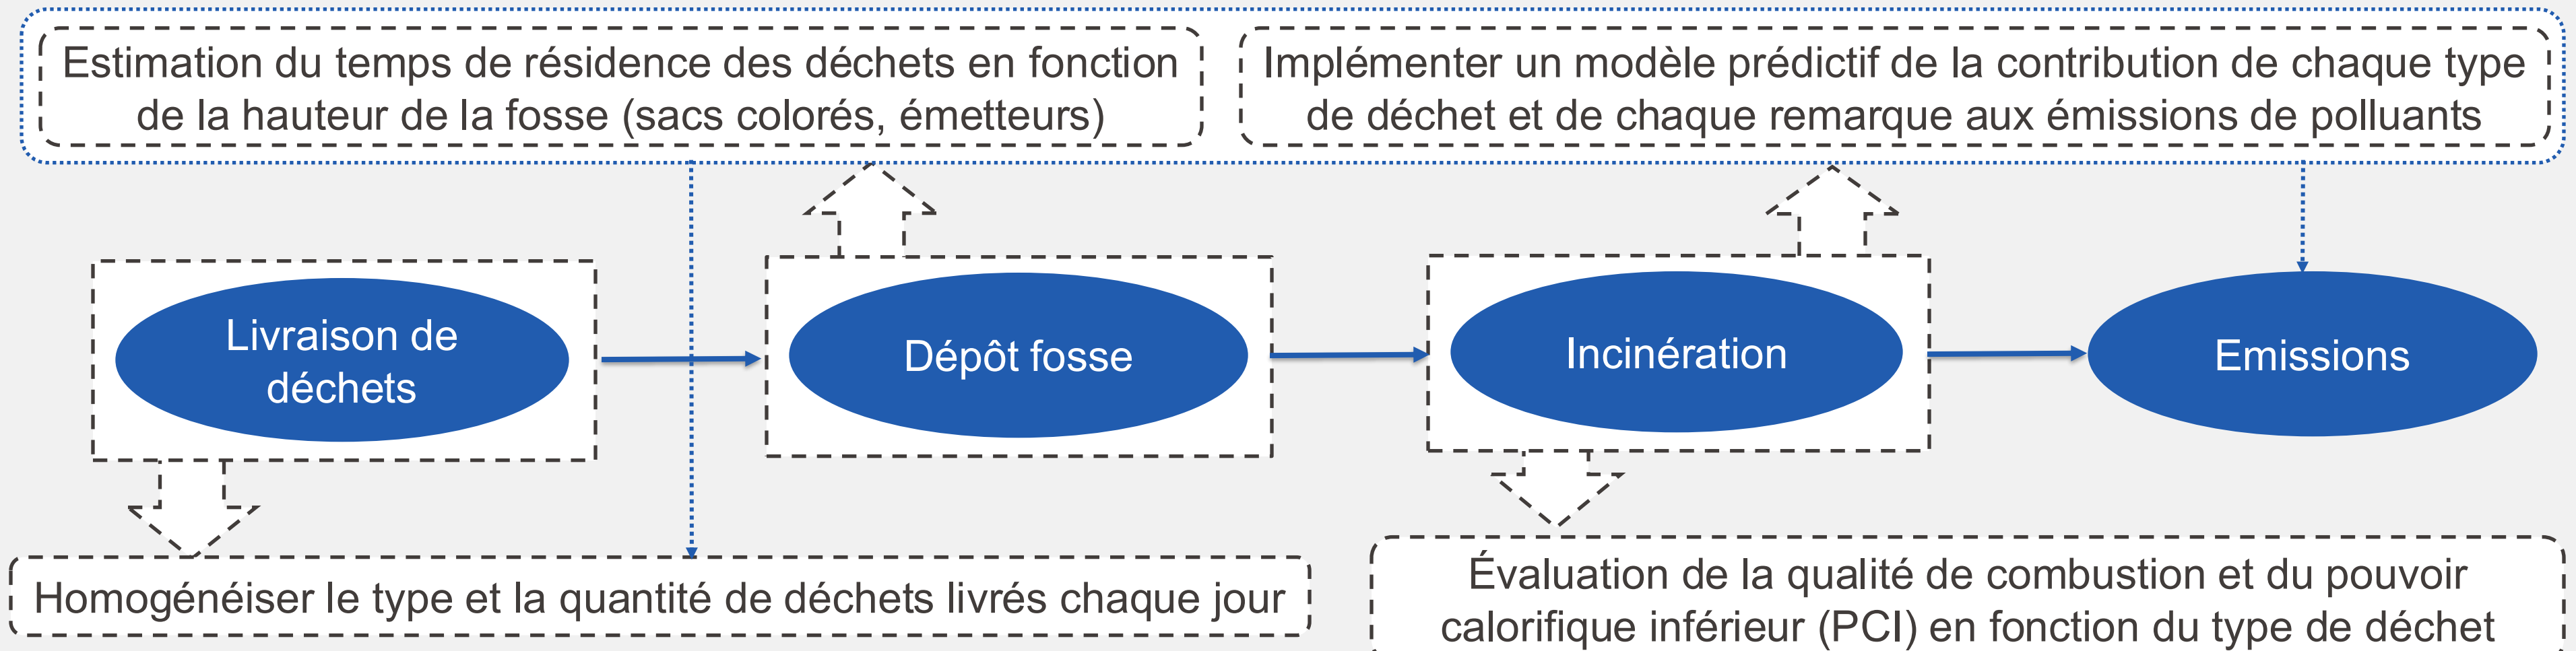 Estimation du temps de résidence des déchets en fonction
de la hauteur de la fosse (sacs colorés, émetteurs)
Implémenter un modèle prédictif de la contribution de chaque type
de déchet et de chaque remarque aux émissions de polluants
Livraison de
déchets
Dépôt fosse
Incinération
Emissions
Homogénéiser le type et la quantité de déchets livrés chaque jour
Évaluation de la qualité de combustion et du pouvoir
calorifique inférieur (PCI) en fonction du type de déchet